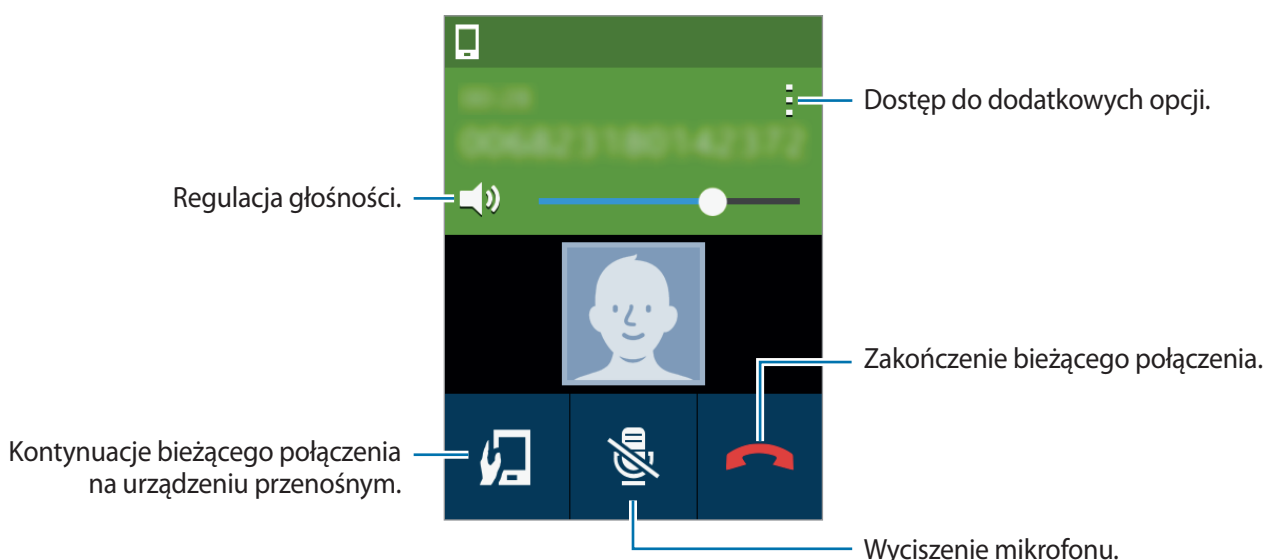 Dostęp do dodatkowych opcji.
Regulacja głośności.
Zakończenie bieżącego połączenia.
Kontynuacje bieżącego połączenia
na urządzeniu przenośnym.
Wyciszenie mikrofonu.